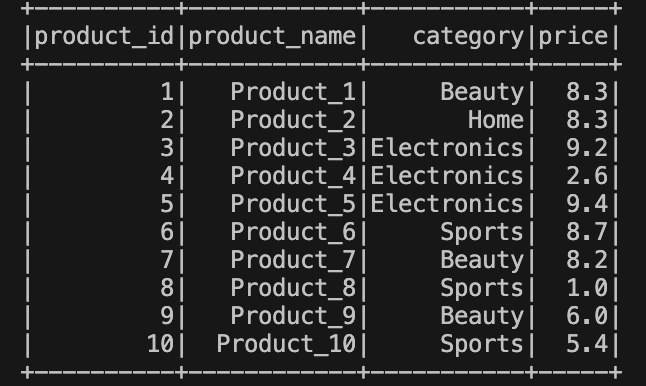 +----------+------------+-----------+-----+
|product_id|product_name|   category|price|
+----------+------------+-----------+-----+
|         1|   Product_1|     Beauty|  8.3|
|         2|   Product_2|       Home|  8.3|
|         3|   Product_3|Electronics|  9.2|
|         4|   Product_4|Electronics|  2.6|
|         5|   Product_5|Electronics|  9.4|
|         6|   Product_6|     Sports|  8.7|
|         7|   Product_7|     Beauty|  8.2|
|         8|   Product_8|     Sports|  1.0|
|         9|   Product_9|     Beauty|  6.0|
|        10|  Product_10|     Sports|  5.4|
+----------+------------+-----------+-----+